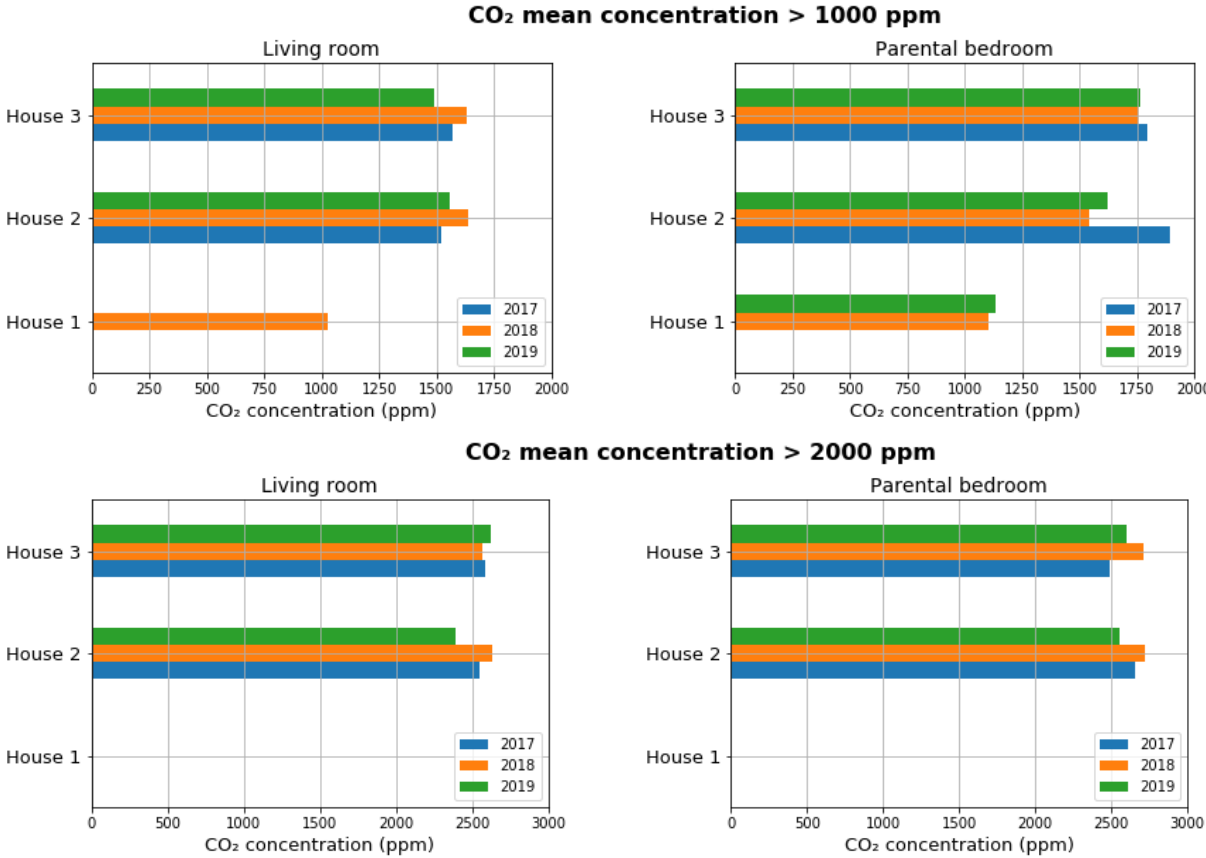 CO₂ mean concentration > 1000 ppm
Living room
House 3
House 2
House 1
2017
2018
2019
0 250 500 750 1000 1250 1500 1750 2000
CO₂ concentration (ppm)
Parental bedroom
House 3
House 2
House 1
2017
2018
2019
0 250 500 750 1000 1250 1500 1750 200
CO₂ concentration (ppm)
CO₂ mean concentration > 2000 ppm
Living room
House 3
House 2
House 1
2017
2018
2019
0 500 1000 1500 2000 2500 3000
CO₂ concentration (ppm)
Parental bedroom
House 3
House 2
House 1
2017
2018
2019
0 500 1000 1500 2000 2500 3000
CO₂ concentration (ppm)